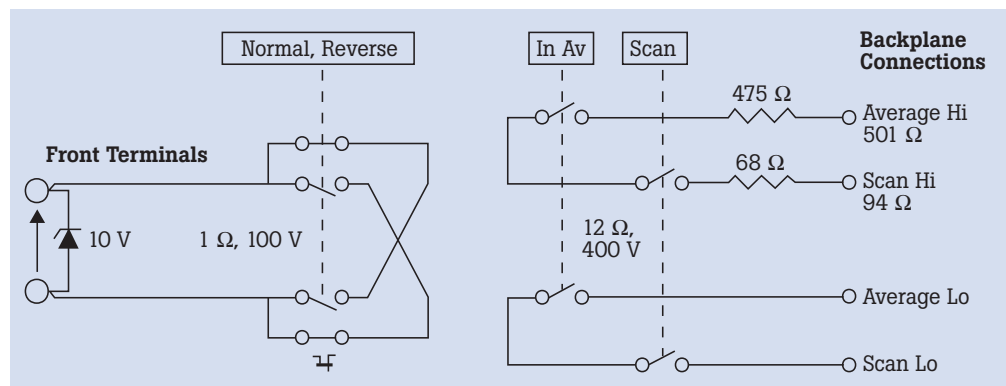 Normal, Reverse
In Av
Scan
Backplane
Connections
475 Ω
Average Hi
501 Ω
Front Terminals
68 Ω
Scan Hi
94 Ω
10 V
1 Ω, 100 V
12 Ω,
400 V
Average Lo
Scan Lo